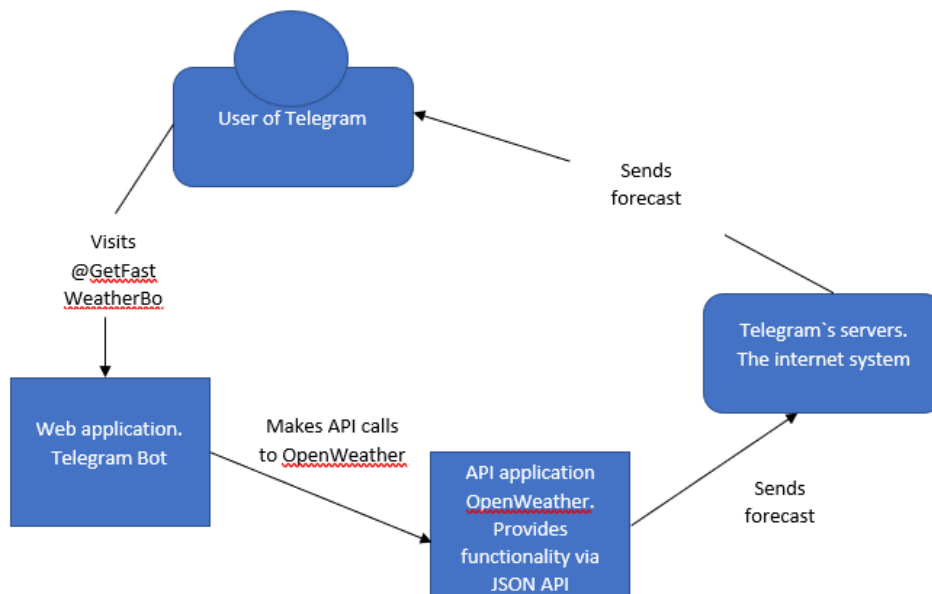 User of Telegram
Sends
forecast
Visits
@GetFast
WeatherBo
Telegram`s servers.
The internet system
Web application.
Telegram Bot
Makes API calls
to OpenWeather
API application
OpenWeather.
Provides
functionality via
JSON API
Sends
forecast